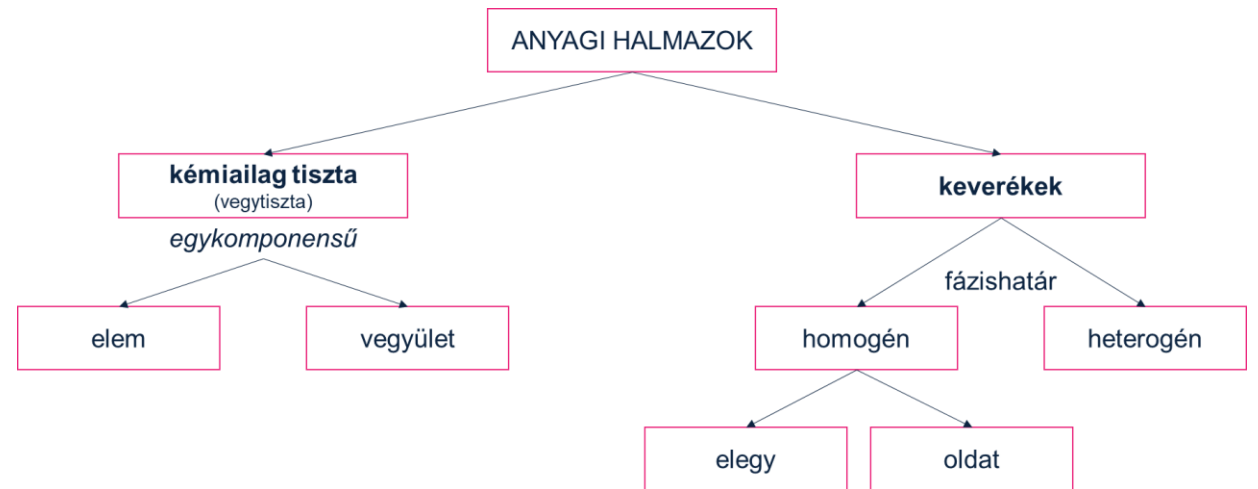 ANYAGI HALMAZOK
kémiailag tiszta
(vegytiszta)
keverékek
egykomponensű
fázishatár
elem
vegyület
homogén
heterogén
elegy
oldat